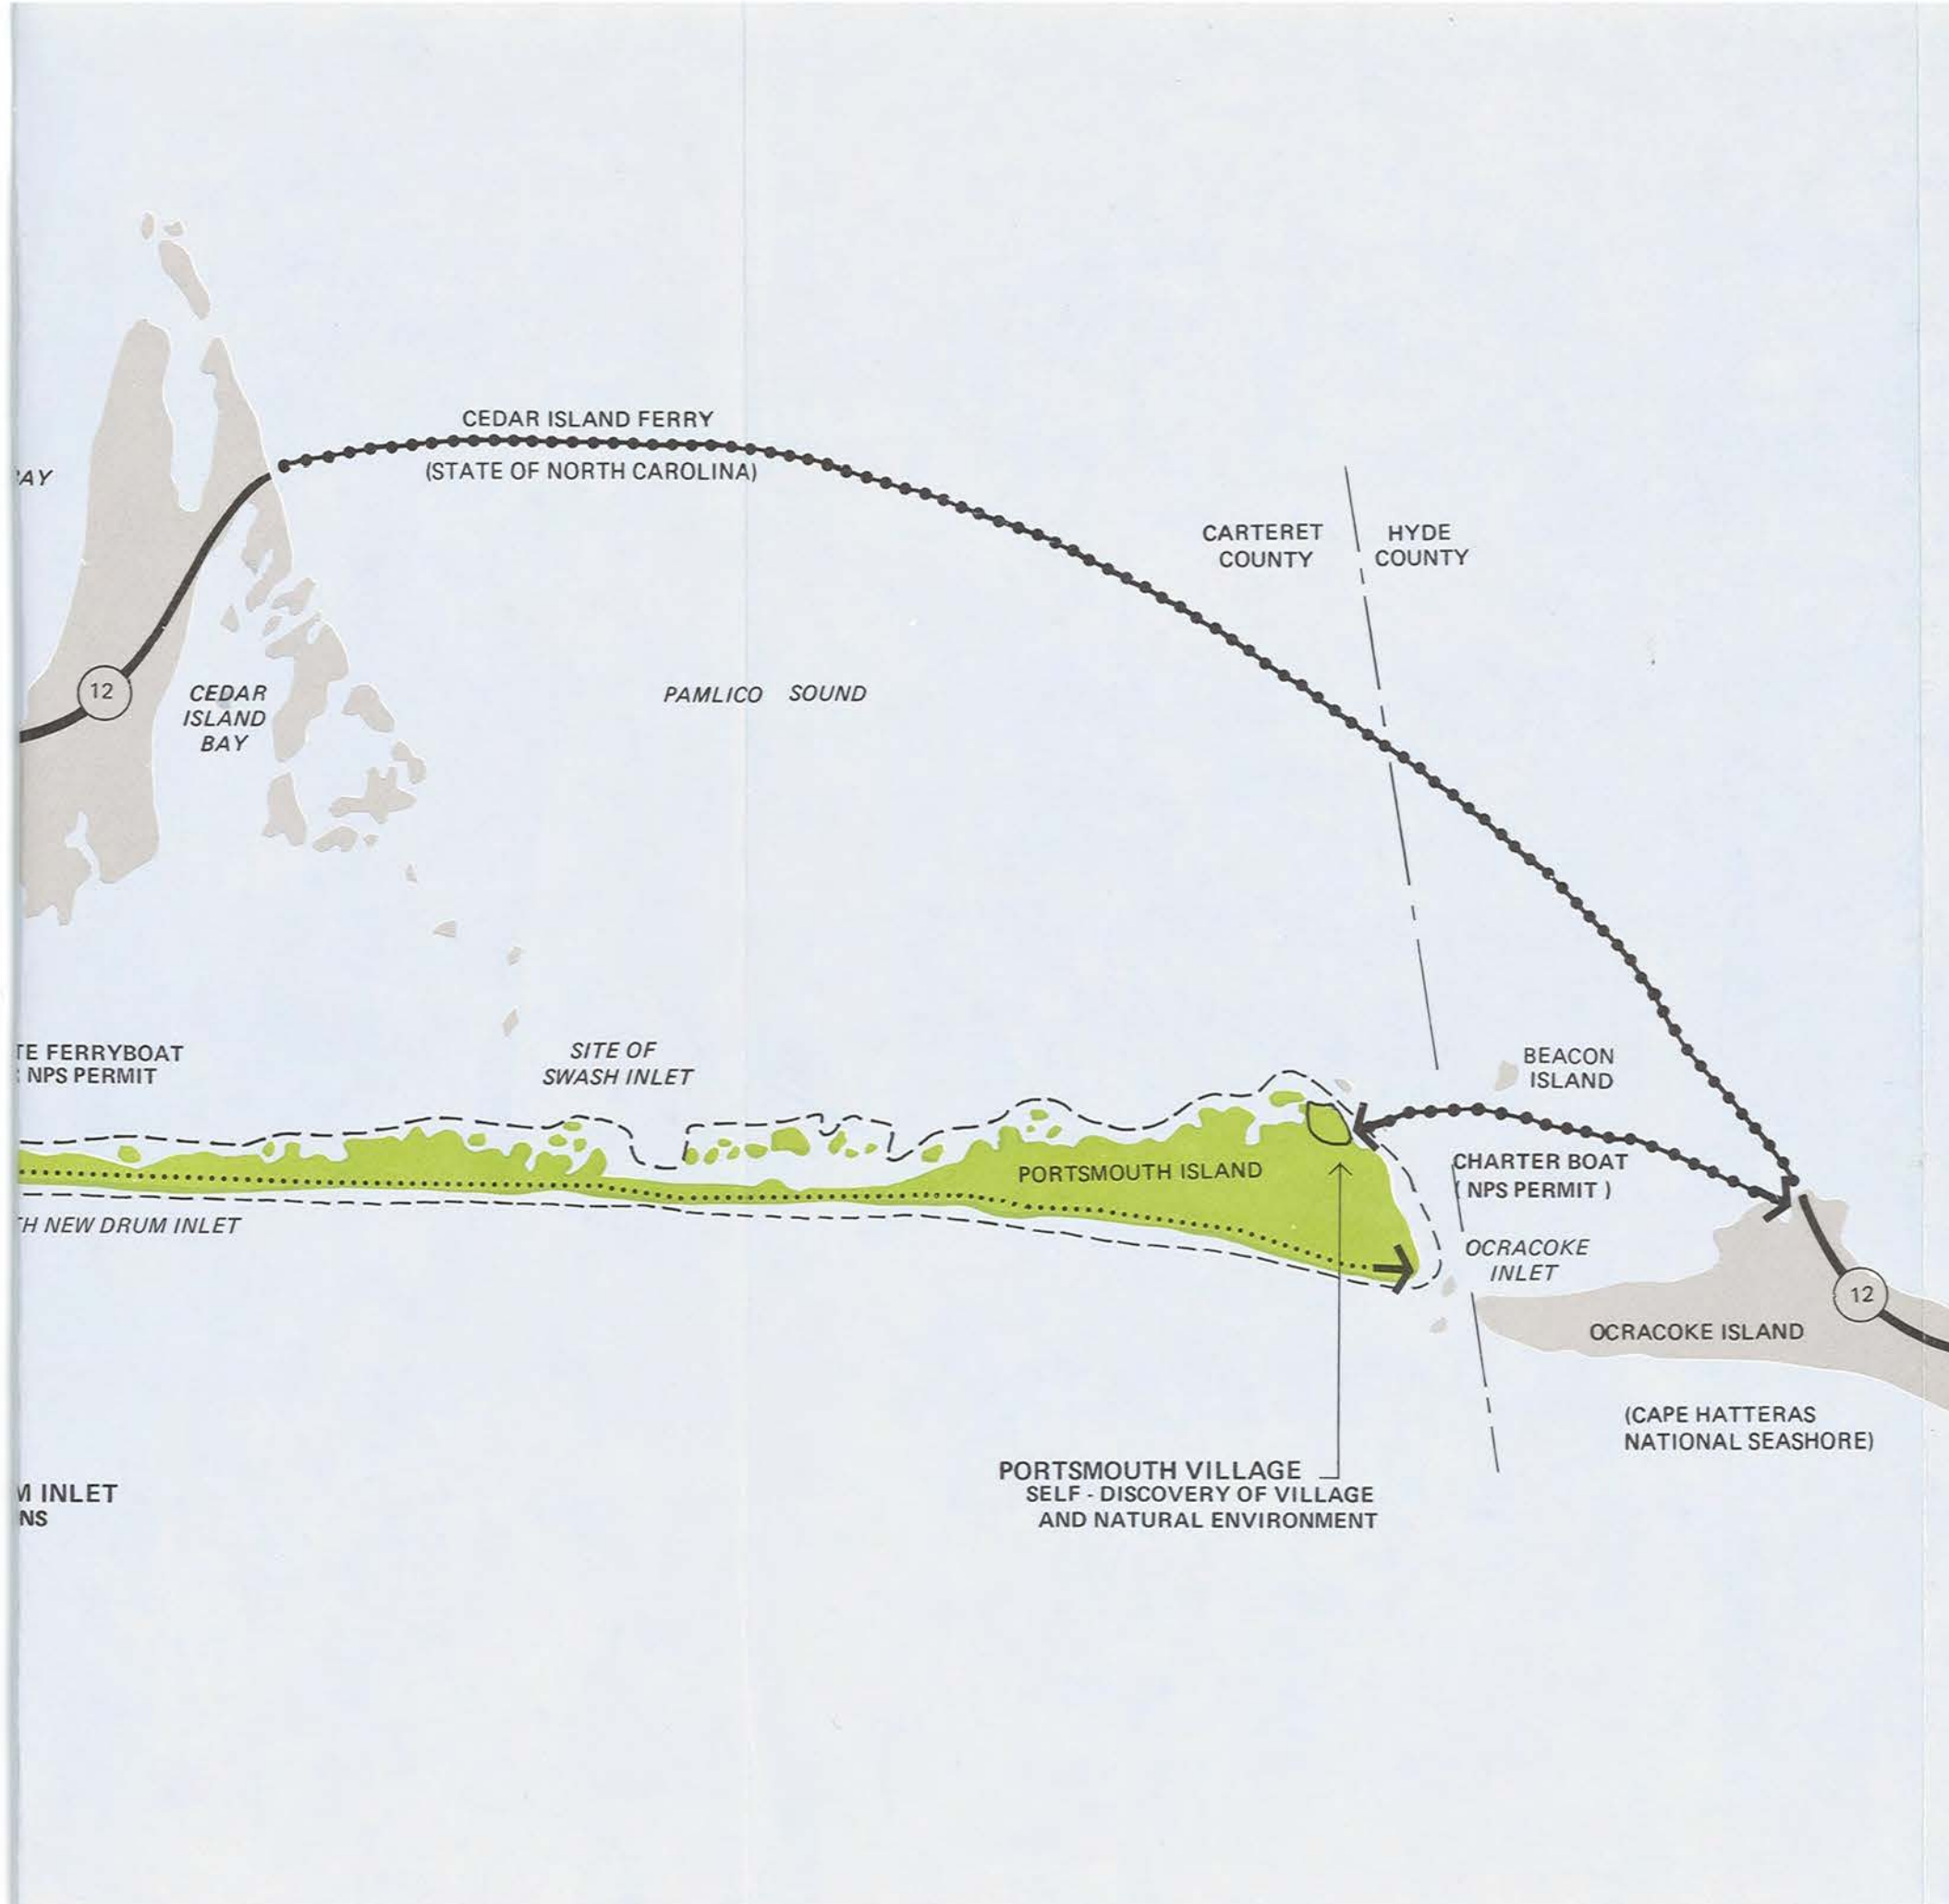 CEDAR ISLAND FERRY
(STATE OF NORTH CAROLINA)
CARTERET
COUNTY
HYDE
COUNTY
12
CEDAR
ISLAND
BAY
PAMLICO SOUND
FERRYBOAT
NPS PERMIT
SITE OF
SWASH INLET
BEACON
ISLAND
PORTSMOUTH ISLAND
CHARTER BOAT
( NPS PERMIT )
NEW DRUM INLET
OCRACOKE
INLET
12
OCRACOKE ISLAND
(CAPE HATTERAS
NATIONAL SEASHORE)
PORTSMOUTH VILLAGE
SELF - DISCOVERY OF VILLAGE
AND NATURAL ENVIRONMENT
INLET